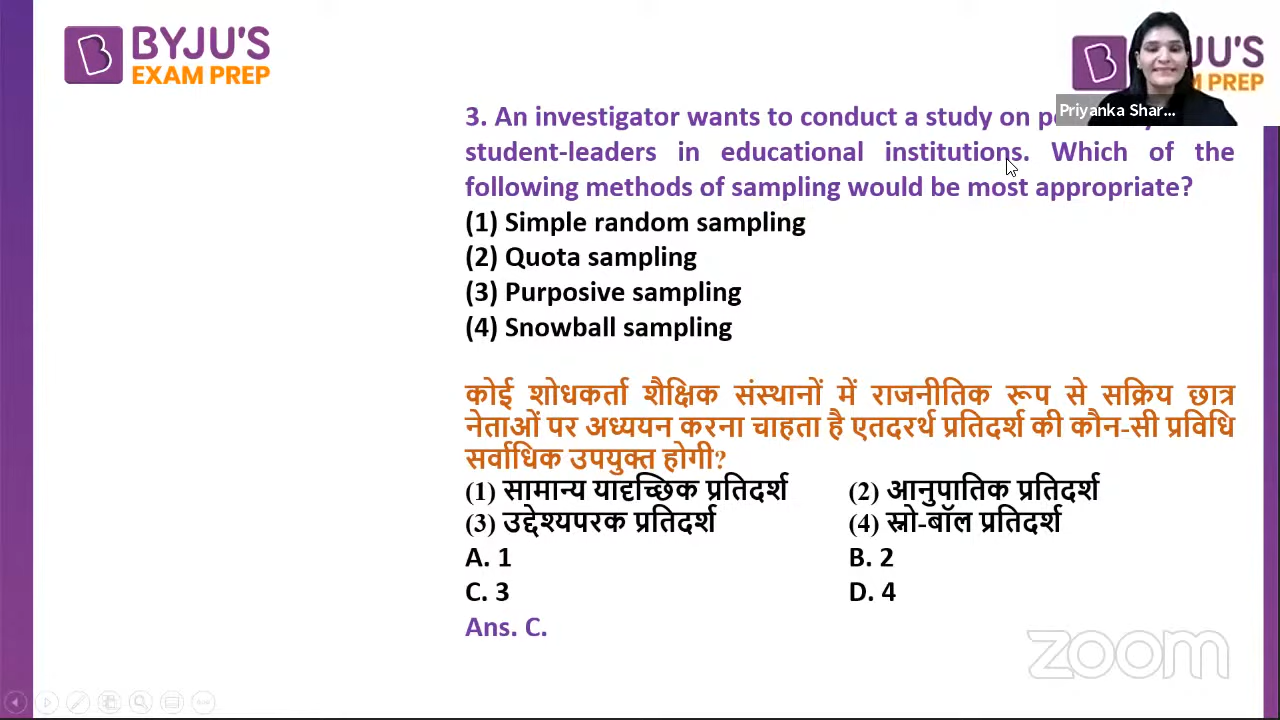 BYJU'S
EXAM PREP
JU'S
M PREP
Priyanka Shar...
3. An investigator wants to conduct a study on
student-leaders in educational institutions. Which of the
following methods of sampling would be most appropriate?
(1) Simple random sampling
(2) Quota sampling
(3) Purposive sampling
(4) Snowball sampling
कोई शोधकर्ता शैक्षिक संस्थानों में राजनीतिक रूप से सक्रिय छात्र
नेताओं पर अध्ययन करना चाहता है एतदरर्थ प्रतिदर्श की कौन-सी प्रविधि
सर्वाधिक उपयुक्त होगी?
(1) सामान्य यादृच्छिक प्रतिदर्श (2) आनुपातिक प्रतिदर्श
(3) उद्देश्यपरक प्रतिदर्श (4) स्नो-बॉल प्रतिदर्श
A. 1 B. 2
C. 3 D. 4
Ans. C.
zoom